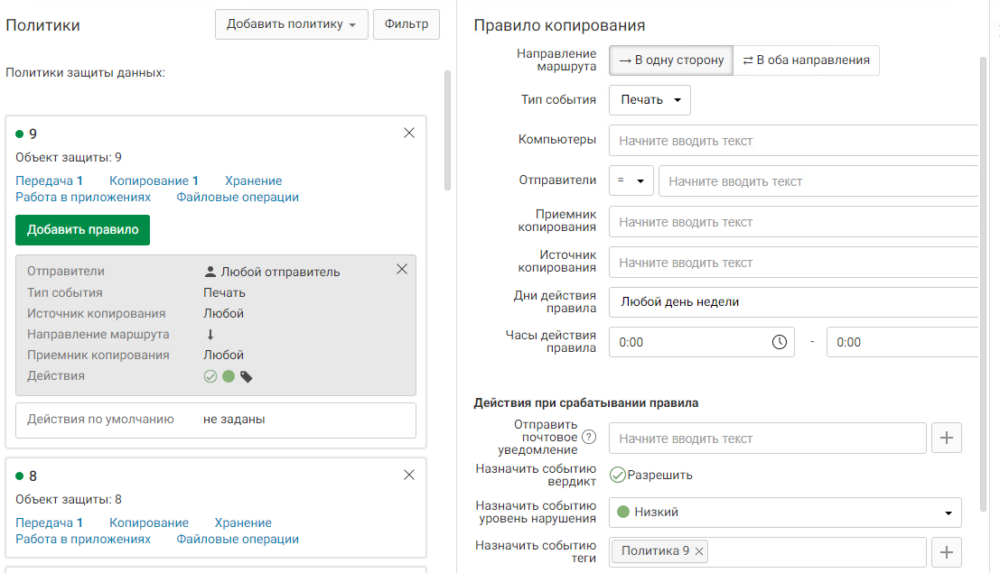 Политики
Добавить политику
Фильтр
Политики защиты данных:
9
Объект защиты: 9
Передача 1 Копирование 1 Хранение
Работа в приложениях Файловые операции
Добавить правило
Отправители Любой отправитель
Тип события Печать
Источник копирования Любой
Направление маршрута
Приемник копирования Любой
Действия
Действия по умолчанию не заданы
8
Объект защиты: 8
Передача 1 Копирование Хранение
Работа в приложениях Файловые операции
Правило копирования
Направление
маршрута
→ В одну сторону ⇄ В оба направления
Тип события Печать
Компьютеры Начните вводить текст
Отправители = Начните вводить текст
Приемник
копирования
Начните вводить текст
Источник
копирования
Начните вводить текст
Дни действия
правила
Любой день недели
Часы действия
правила
0:00 - 0:00
Действия при срабатывании правила
Отправить
почтовое
уведомление
?
Начните вводить текст
+
Назначить событию
вердикт
Разрешить
Назначить событию
уровень нарушения
Низкий
Назначить событию
теги
Политика 9 ×
+